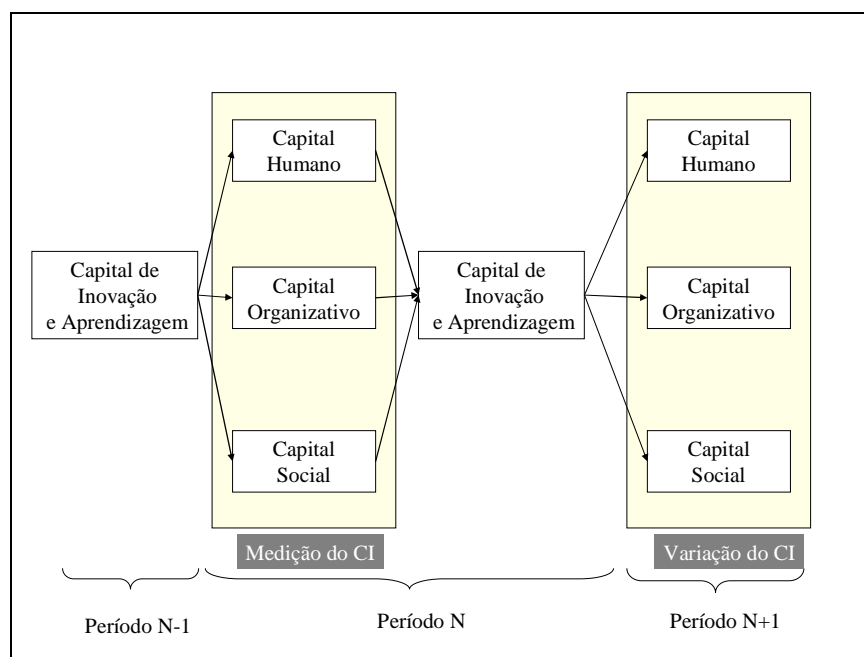 Capital
Humano
Capital
Humano
Capital de
Inovação
e Aprendizagem
Capital
Organizativo
Capital de
Inovação
e Aprendizagem
Capital
Organizativo
Capital
Social
Capital
Social
Medição do CI
Variação do CI
Período N-1
Período N
Período N+1